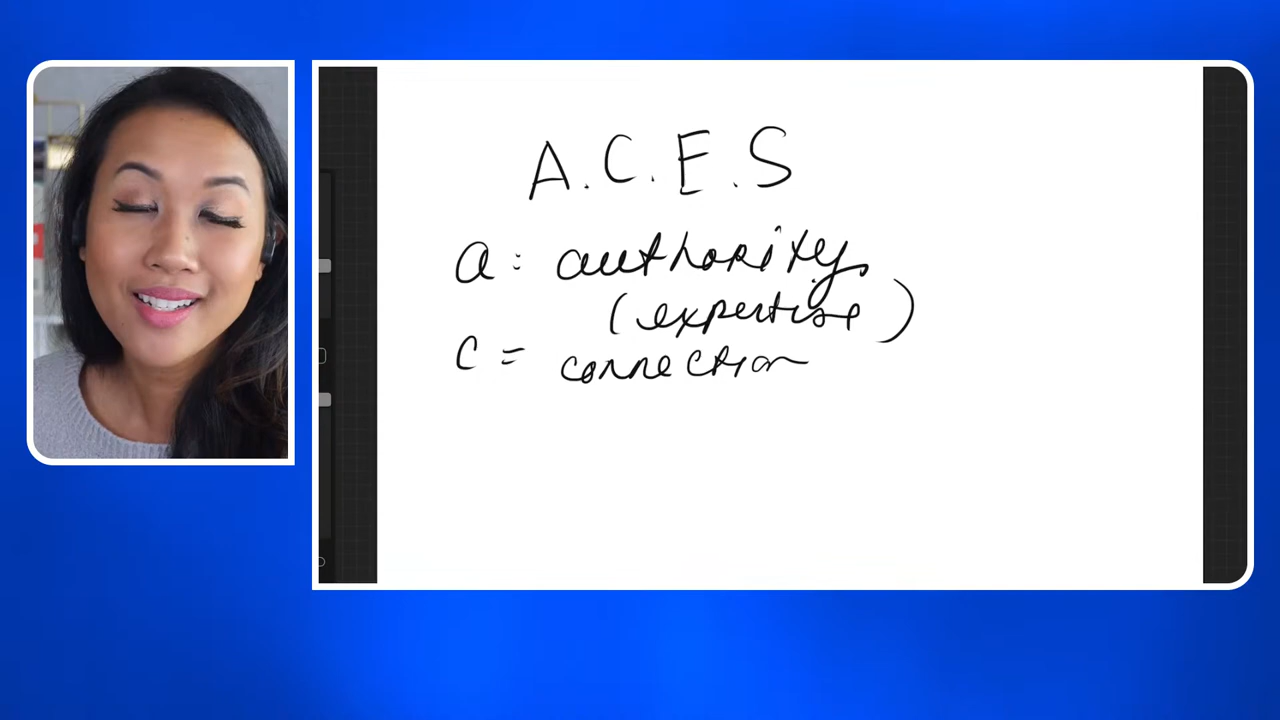 A.C.E.S
a: authority
(expertise)
C = connection